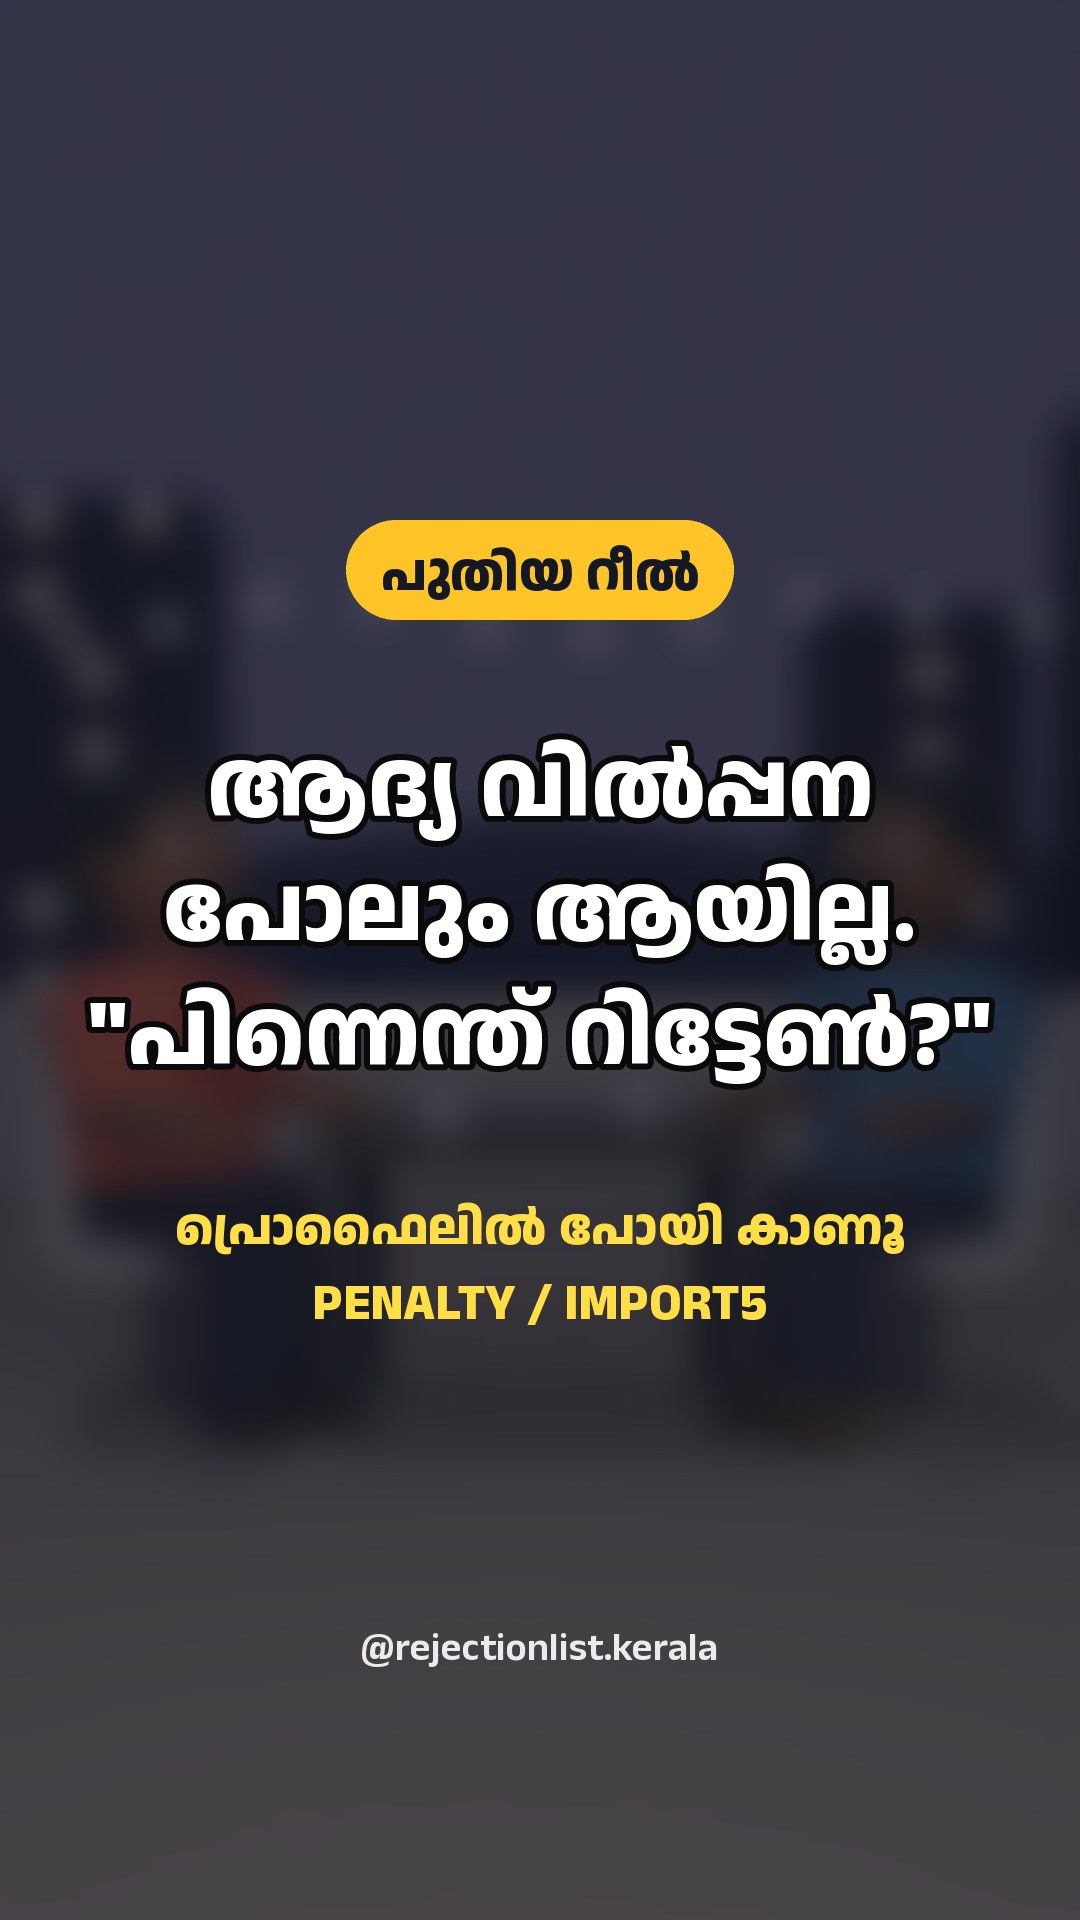 പുതിയ റീൽ
ആദ്യ വിൽപ്പന
പോലും ആയില്ല.
"പിന്നെന്ത് റിട്ടേൺ?"
പ്രൊഫൈലിൽ പോയി കാണൂ
PENALTY / IMPORT5
@rejectionlist.kerala